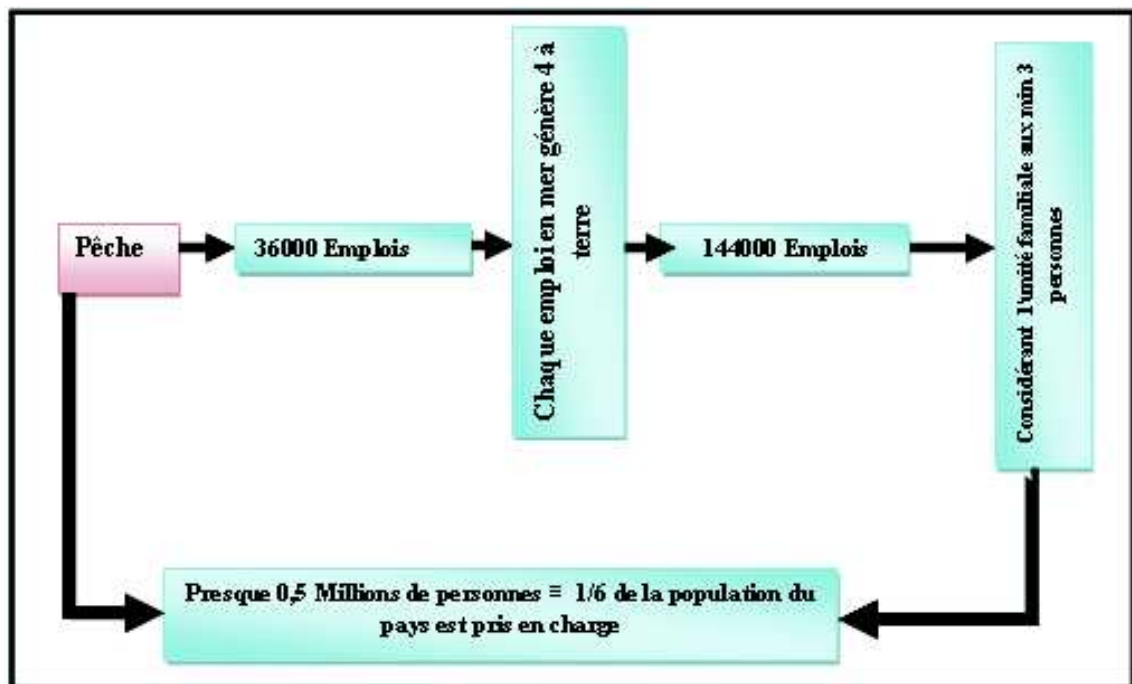 Pêche
36000 Emplois
Chaque emploi en mer génère 4 à
terre
144000 Emplois
Considérant l'unité familiale aux min 3
personnes
Presque 0,5 Millions de personnes ≡ 1/6 de la population du
pays est pris en charge